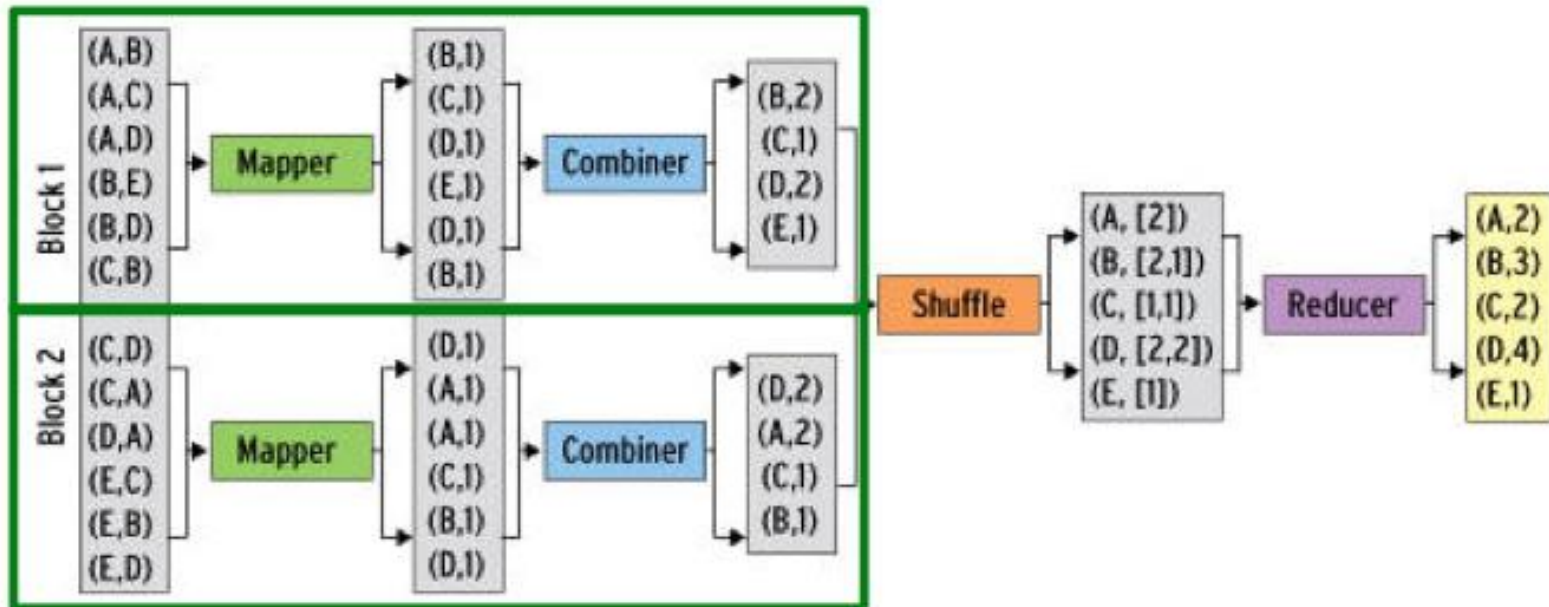 Block 1
(A,B)
(A,C)
(A,D)
(B,E)
(B,D)
(C,B)
Mapper
(B,1)
(C,1)
(D,1)
(E,1)
(D,1)
(B,1)
Combiner
(B,2)
(C,1)
(D,2)
(E,1)
Block 2
(C,D)
(C,A)
(D,A)
(E,C)
(E,B)
(E,D)
Mapper
(D,1)
(A,1)
(A,1)
(C,1)
(B,1)
(D,1)
Combiner
(D,2)
(A,2)
(C,1)
(B,1)
Shuffle
(A, [2])
(B, [2,1])
(C, [1,1])
(D, [2,2])
(E, [1])
Reducer
(A,2)
(B,3)
(C,2)
(D,4)
(E,1)